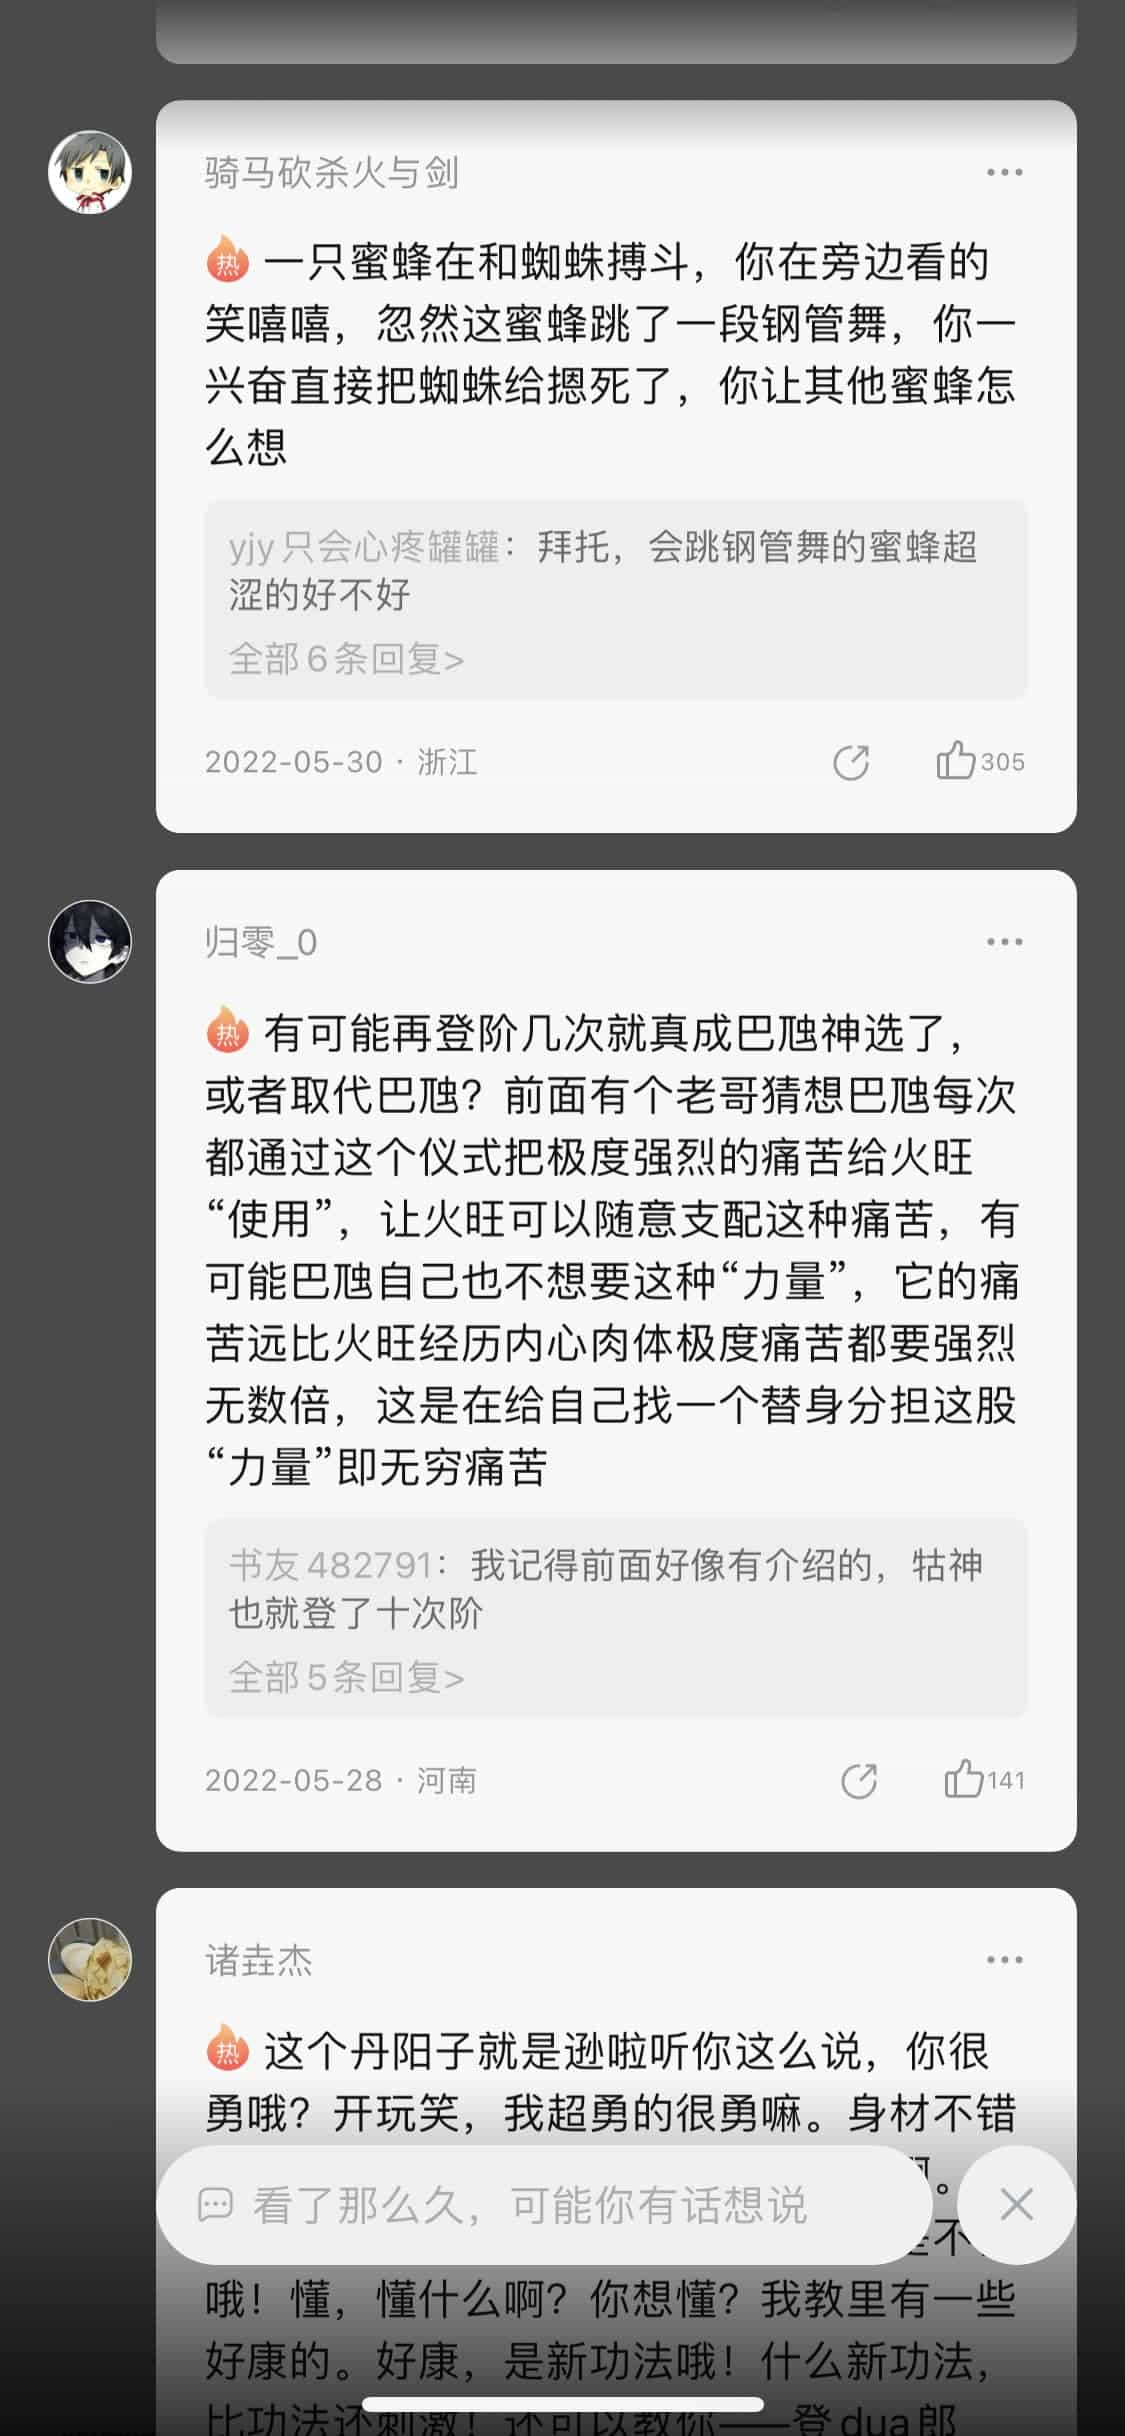 骑马砍杀火与剑
热 一只蜜蜂在和蜘蛛搏斗，你在旁边看的
笑嘻嘻，忽然这蜜蜂跳了一段钢管舞，你一
兴奋直接把蜘蛛给摁死了，你让其他蜜蜂怎
么想
yjy只会心疼罐罐：拜托，会跳钢管舞的蜜蜂超
涩的好不好
全部6条回复>
2022-05-30 · 浙江
305
归零_0
热 有可能再登阶几次就真成巴虺神选了，
或者取代巴虺？前面有个老哥猜想巴虺每次
都通过这个仪式把极度强烈的痛苦给火旺
“使用”，让火旺可以随意支配这种痛苦，有
可能巴虺自己也不想要这种“力量”，它的痛
苦远比火旺经历内心肉体极度痛苦都要强烈
无数倍，这是在给自己找一个替身分担这股
“力量”即无穷痛苦
书友482791：我记得前面好像有介绍的，牯神
也就登了十次阶
全部5条回复>
2022-05-28 · 河南
141
诸垚杰
热 这个丹阳子就是逊啦听你这么说，你很
勇哦？开玩笑，我超勇的很勇嘛。身材不错
看了那么久，可能你有话想说
哦！懂，懂什么啊？你想懂？我教里有一些
好康的。好康，是新功法哦！什么新功法，
比功法还刺激！还可以教你——登dua郎